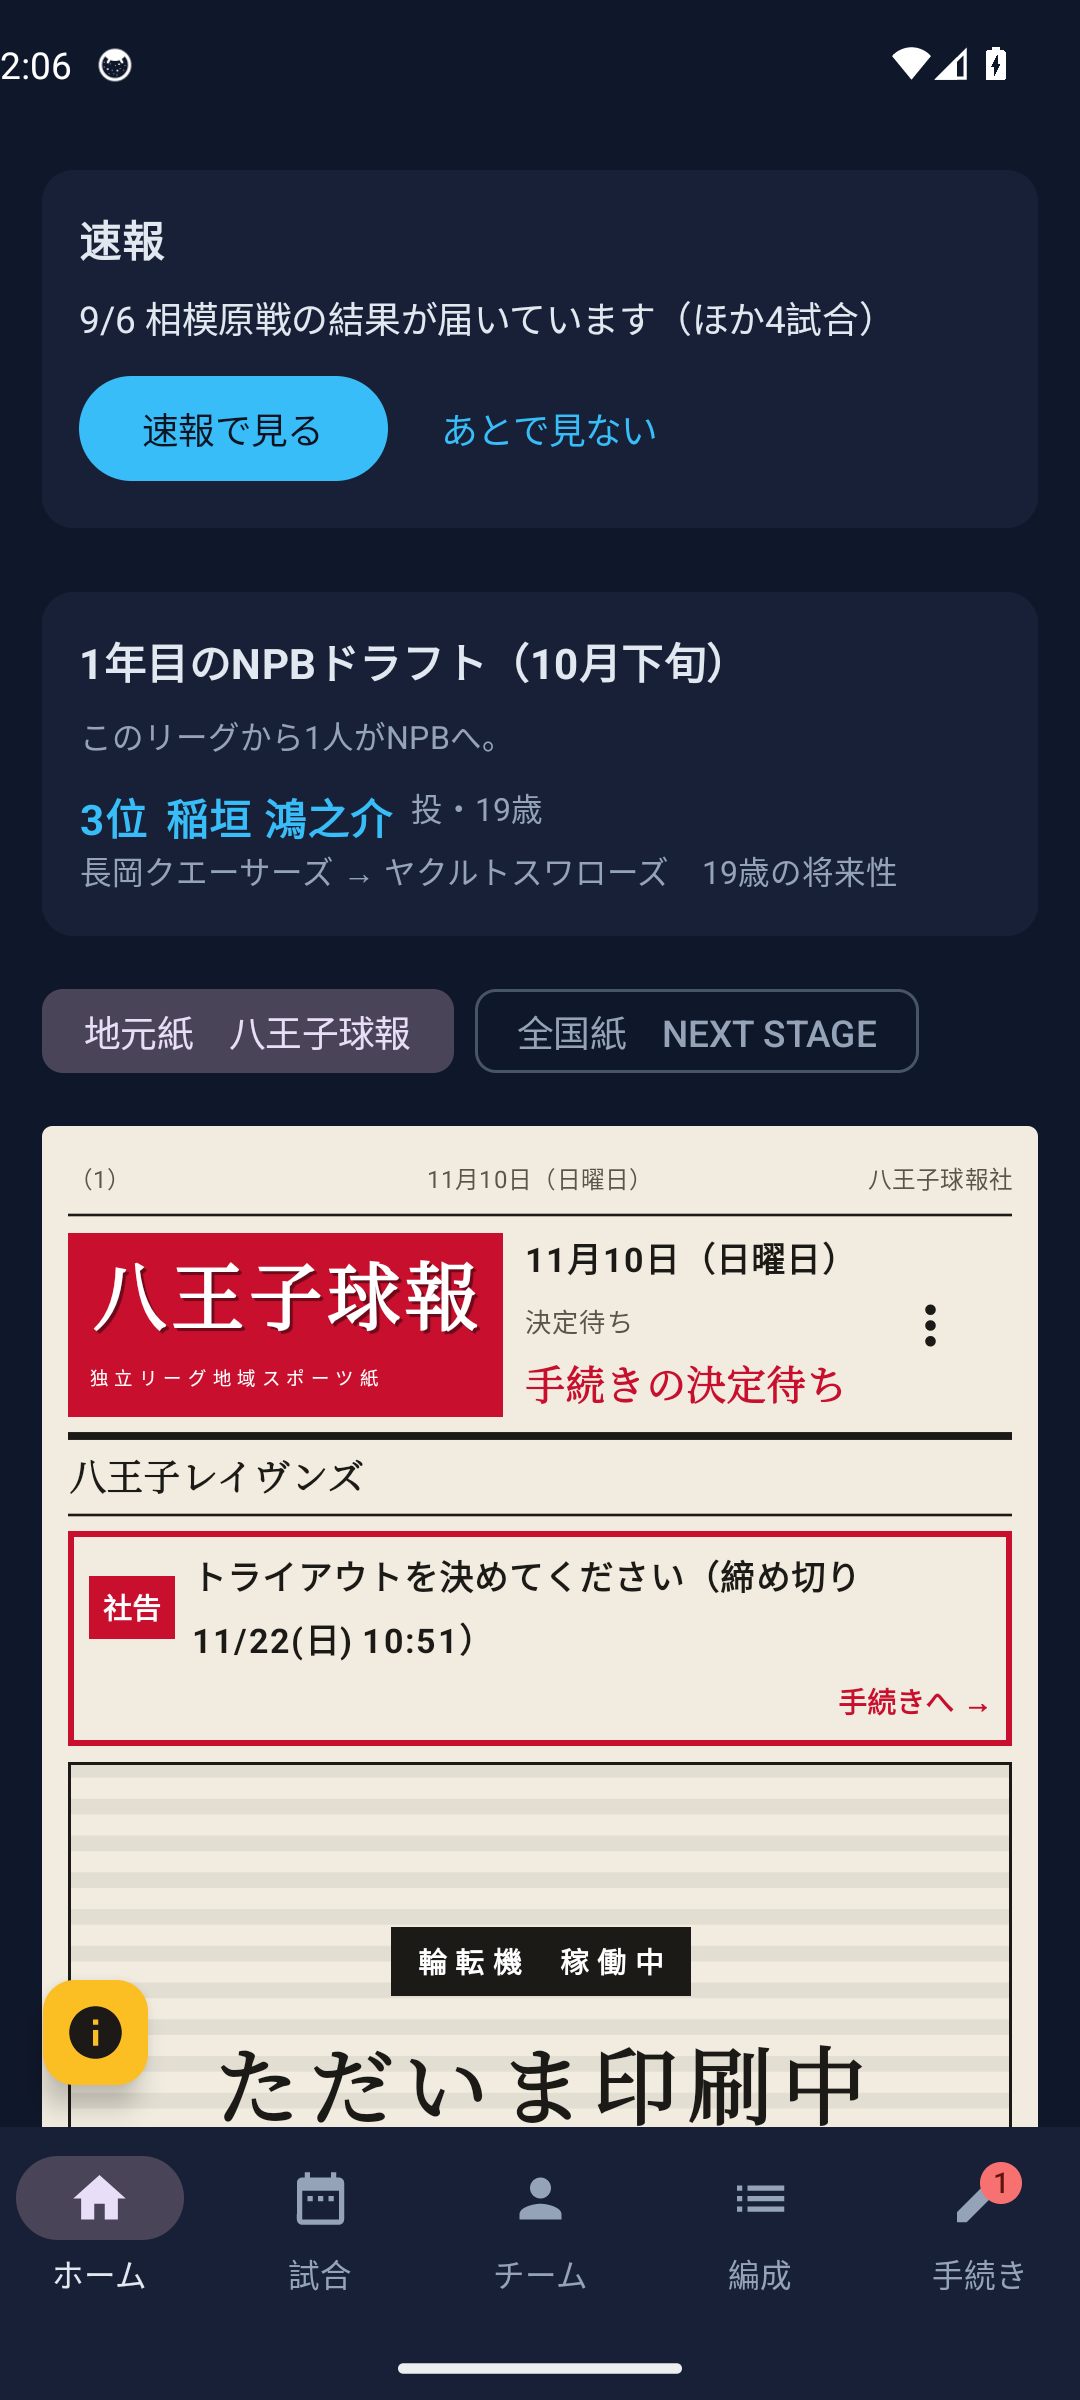 2:06
速報
9/6 相模原戦の結果が届いています（ほか4試合）
速報で見る
あとで見ない
1年目のNPBドラフト（10月下旬）
このリーグから1人がNPBへ。
3位 稲垣 鴻之介 投・19歳
長岡クエーサーズ → ヤクルトスワローズ　19歳の将来性
地元紙　八王子球報
全国紙　NEXT STAGE
（1）
11月10日（日曜日）
八王子球報社
八王子球報
独立リーグ地域スポーツ紙
11月10日（日曜日）
決定待ち
手続きの決定待ち
八王子レイヴンズ
社告
トライアウトを決めてください（締め切り
11/22(日) 10:51）
手続きへ →
輪転機　稼働中
ただいま印刷中
ホーム
試合
チーム
編成
1
手続き